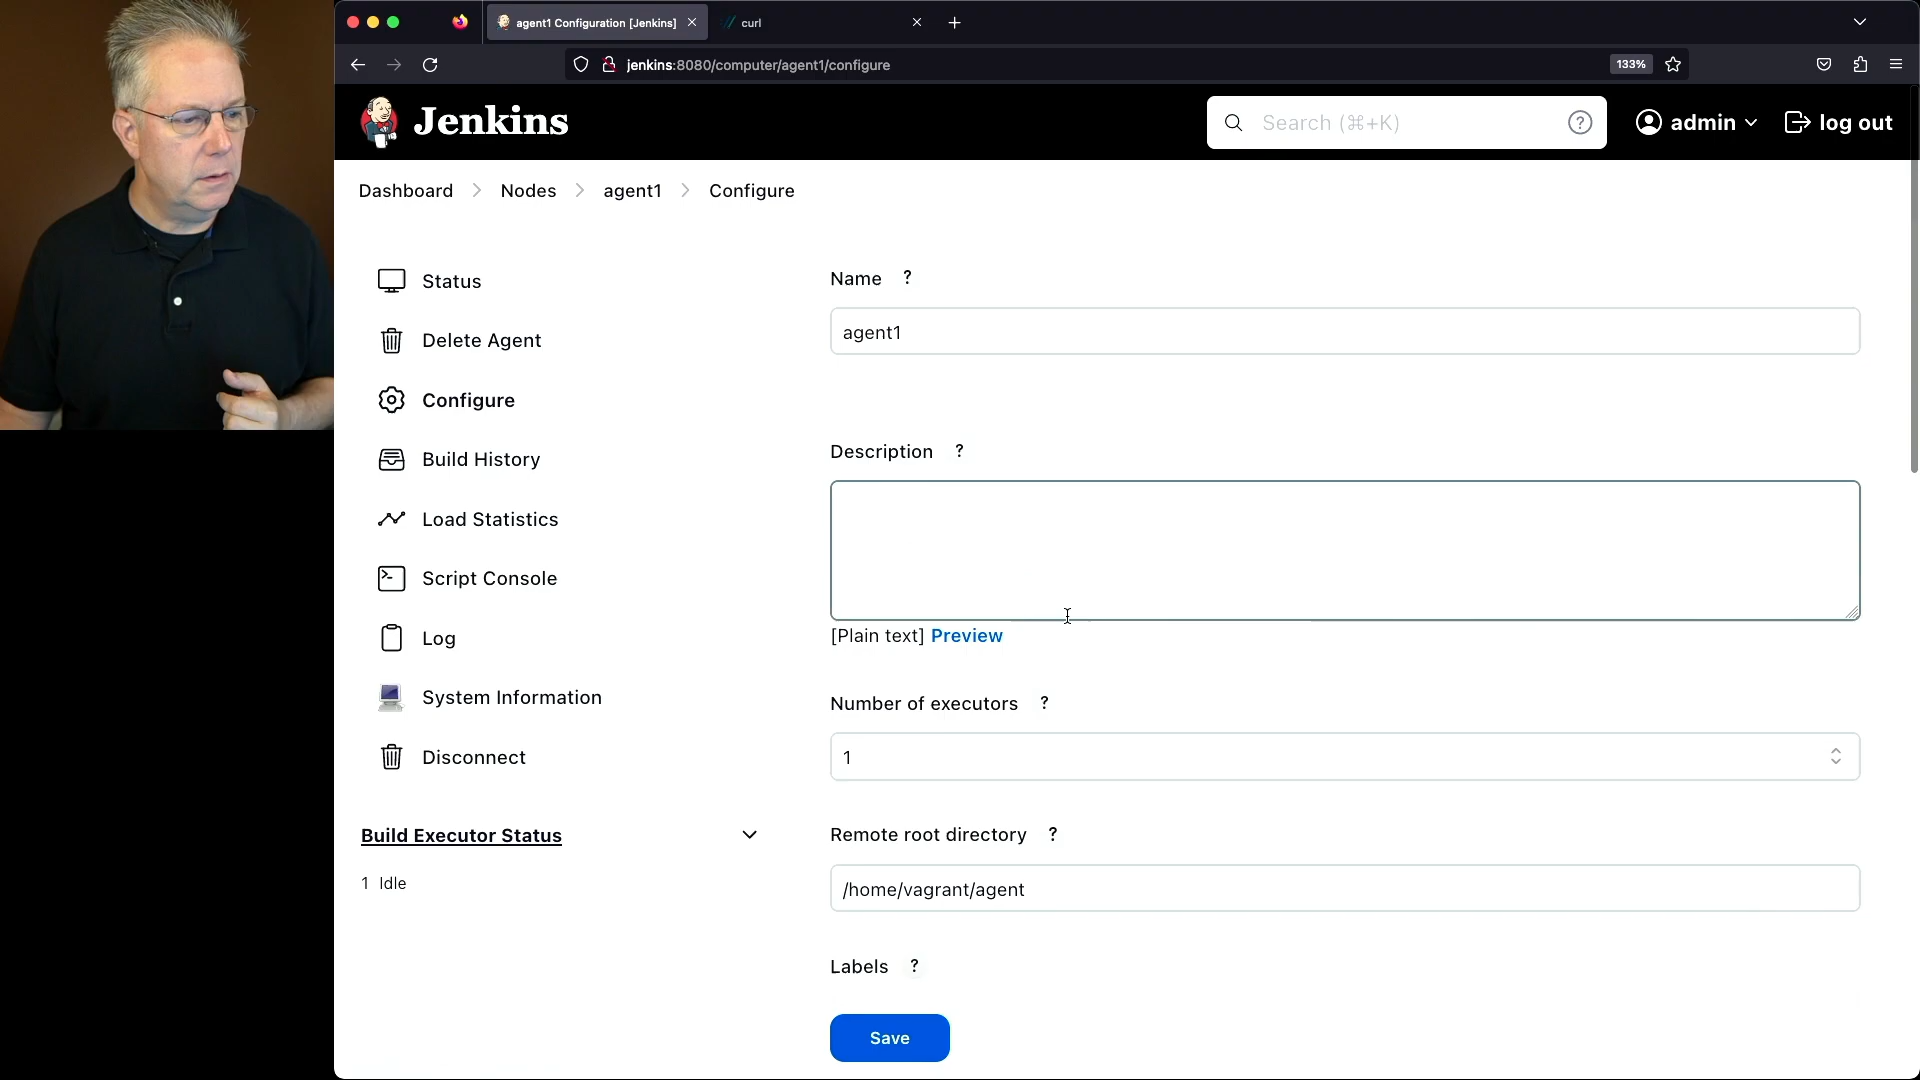 agent1 Configuration [Jenkins]
curl
jenkins:8080/computer/agent1/configure
133%
Jenkins
Search (⌘+K)
?
admin
log out
Dashboard
Nodes
agent1
Configure
Status
Delete Agent
Configure
Build History
Load Statistics
Script Console
Log
System Information
Disconnect
Build Executor Status
1 Idle
Name ?
agent1
Description ?
[Plain text] Preview
Number of executors ?
1
Remote root directory ?
/home/vagrant/agent
Labels ?
Save